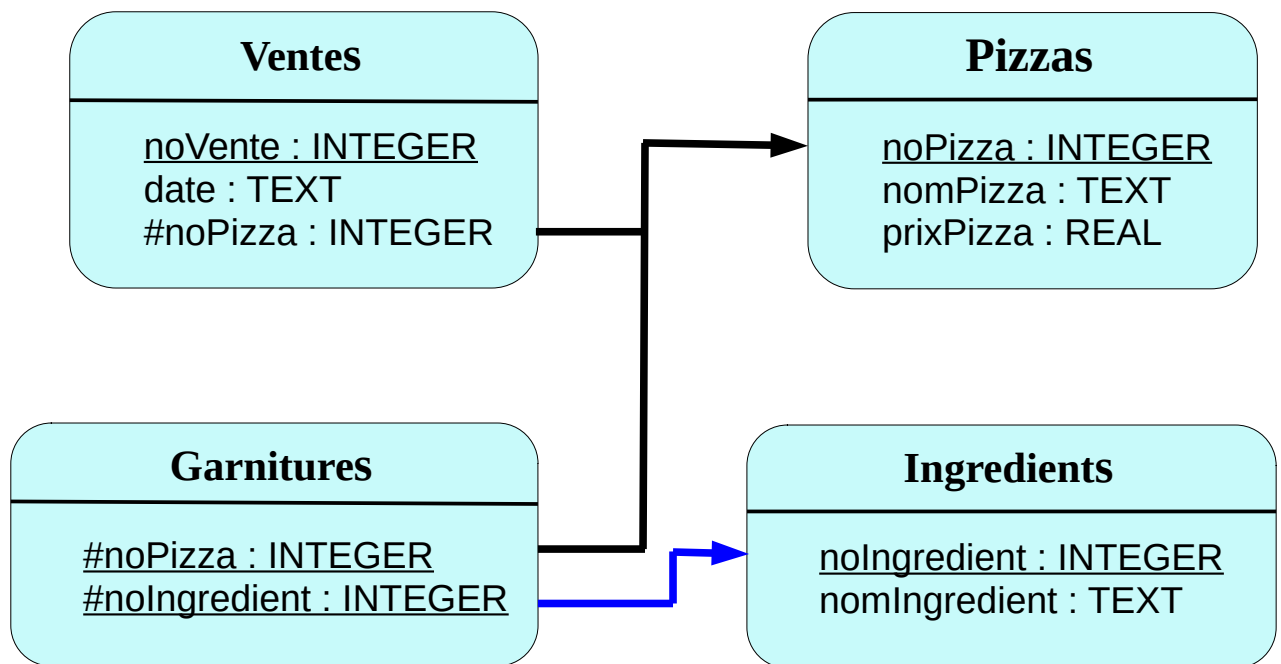 Ventes
noVente : INTEGER
date : TEXT
#noPizza : INTEGER
Pizzas
noPizza : INTEGER
nomPizza : TEXT
prixPizza : REAL
Garnitures
#noPizza : INTEGER
#noIngredient : INTEGER
Ingredients
noIngredient : INTEGER
nomIngredient : TEXT